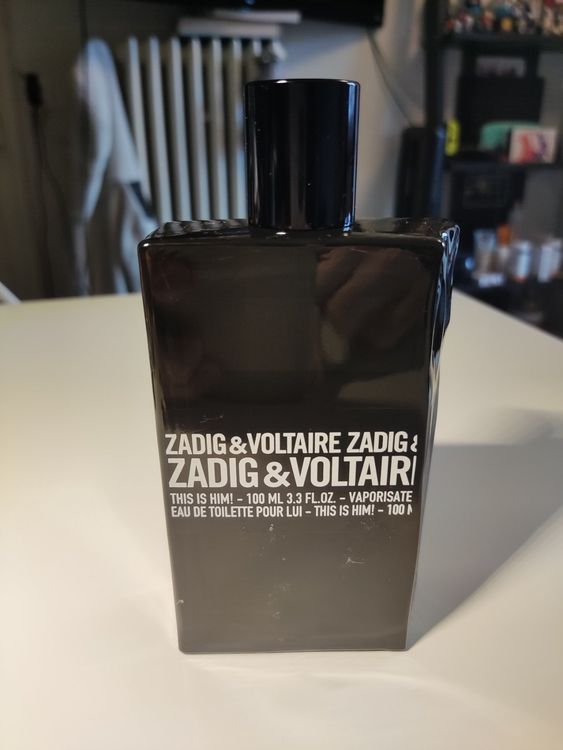 ZADIG & VOLTAIRE ZADIG &
ZADIG & VOLTAIR
THIS IS HIM! - 100 ML 3.3 FL.OZ. - VAPORISATE
EAU DE TOILETTE POUR LUI - THIS IS HIM! - 100 M